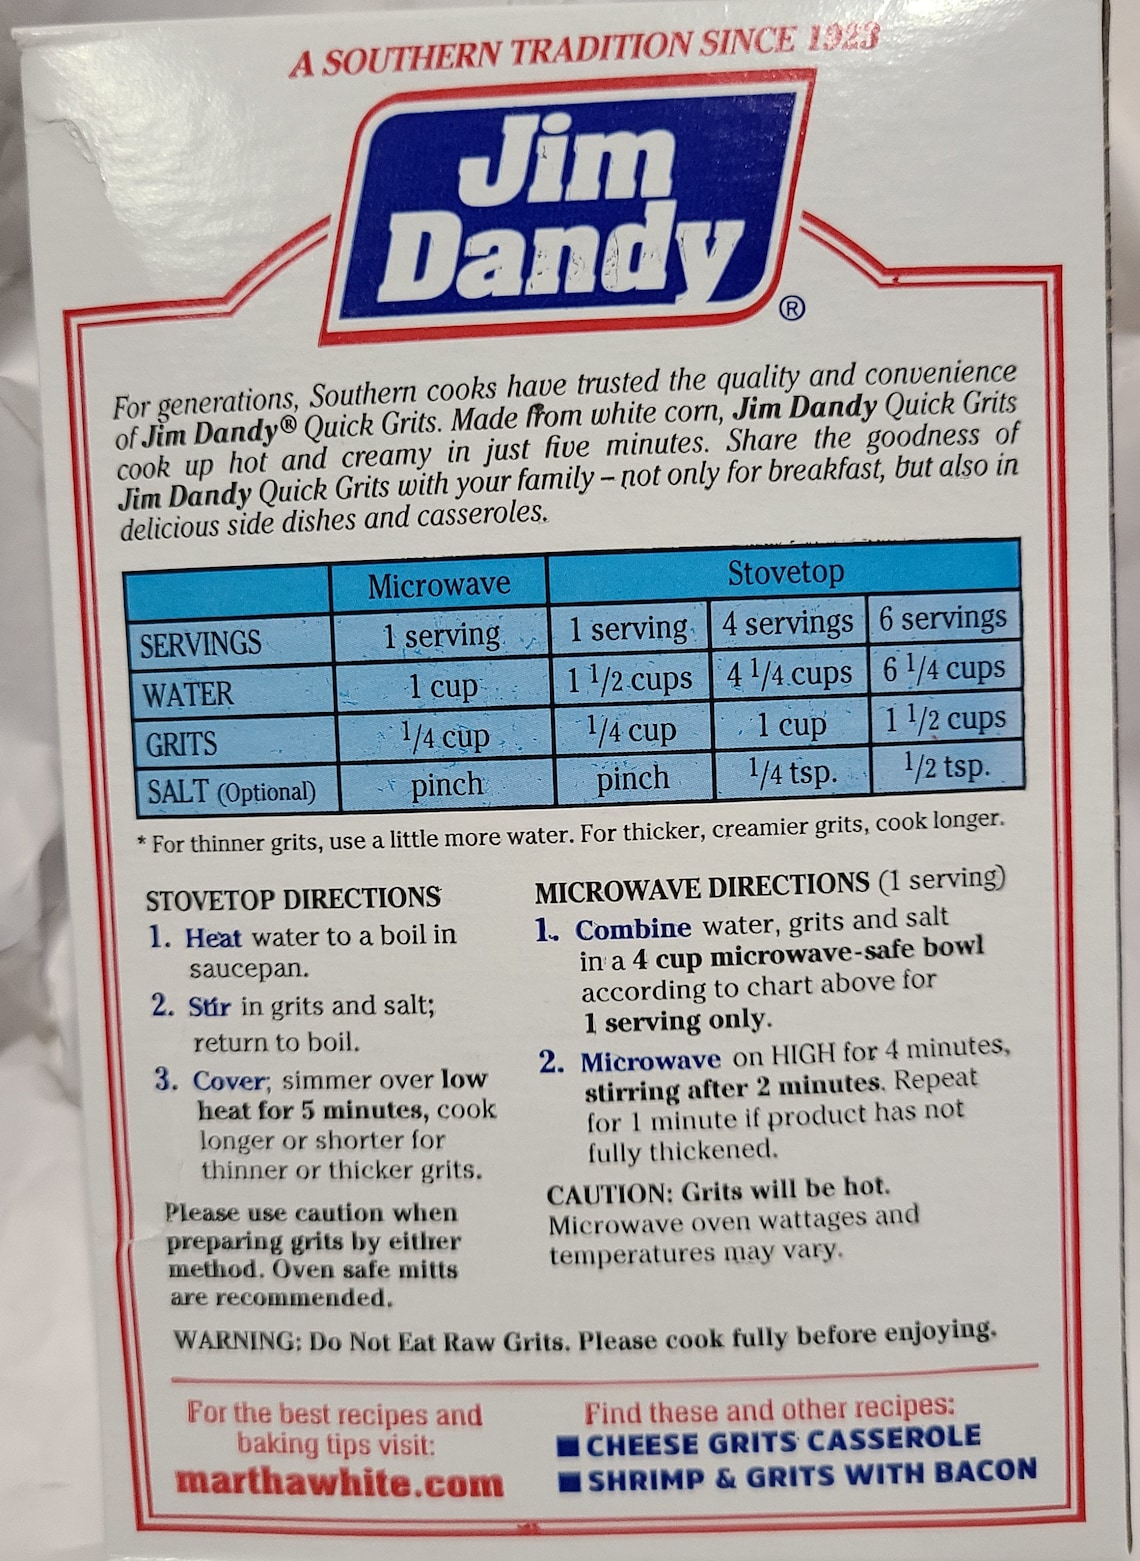 A SOUTHERN TRADITION SINCE 1923
Jim
Dandy
®
For generations, Southern cooks have trusted the quality and convenience
of Jim Dandy® Quick Grits. Made from white corn, Jim Dandy Quick Grits
cook up hot and creamy in just five minutes. Share the goodness of
Jim Dandy Quick Grits with your family – not only for breakfast, but also in
delicious side dishes and casseroles.
Microwave Stovetop
SERVINGS 1 serving 1 serving 4 servings 6 servings
WATER 1 cup 1 1/2 cups 4 1/4 cups 6 1/4 cups
GRITS 1/4 cup 1/4 cup 1 cup 1 1/2 cups
SALT (Optional) pinch pinch 1/4 tsp. 1/2 tsp.
* For thinner grits, use a little more water. For thicker, creamier grits, cook longer.
STOVETOP DIRECTIONS
1. Heat water to a boil in
saucepan.
2. Stir in grits and salt;
return to boil.
3. Cover; simmer over low
heat for 5 minutes, cook
longer or shorter for
thinner or thicker grits.
Please use caution when
preparing grits by either
method. Oven safe mitts
are recommended.
MICROWAVE DIRECTIONS (1 serving)
1. Combine water, grits and salt
in a 4 cup microwave-safe bowl
according to chart above for
1 serving only.
2. Microwave on HIGH for 4 minutes,
stirring after 2 minutes. Repeat
for 1 minute if product has not
fully thickened.
CAUTION: Grits will be hot.
Microwave oven wattages and
temperatures may vary.
WARNING: Do Not Eat Raw Grits. Please cook fully before enjoying.
For the best recipes and
baking tips visit:
marthawhite.com
Find these and other recipes:
■ CHEESE GRITS CASSEROLE
■ SHRIMP & GRITS WITH BACON